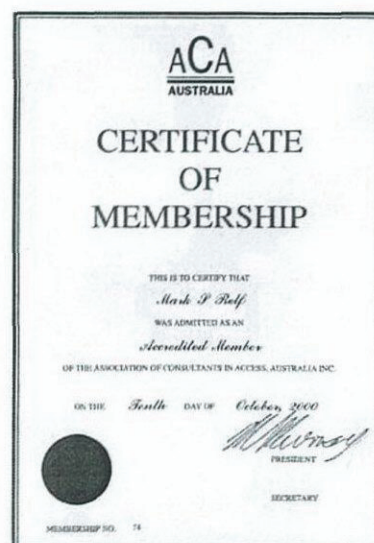 ACA
AUSTRALIA
CERTIFICATE
OF
MEMBERSHIP
THIS IS TO CERTIFY THAT
Mark P Relf
WAS ADMITTED AS AN
Accredited Member
OF THE ASSOCIATION OF CONSULTANTS IN ACCESS, AUSTRALIA INC.
ON THE Tenth DAY OF October, 2000
PRESIDENT
SECRETARY
MEMBERSHIP NO. 74